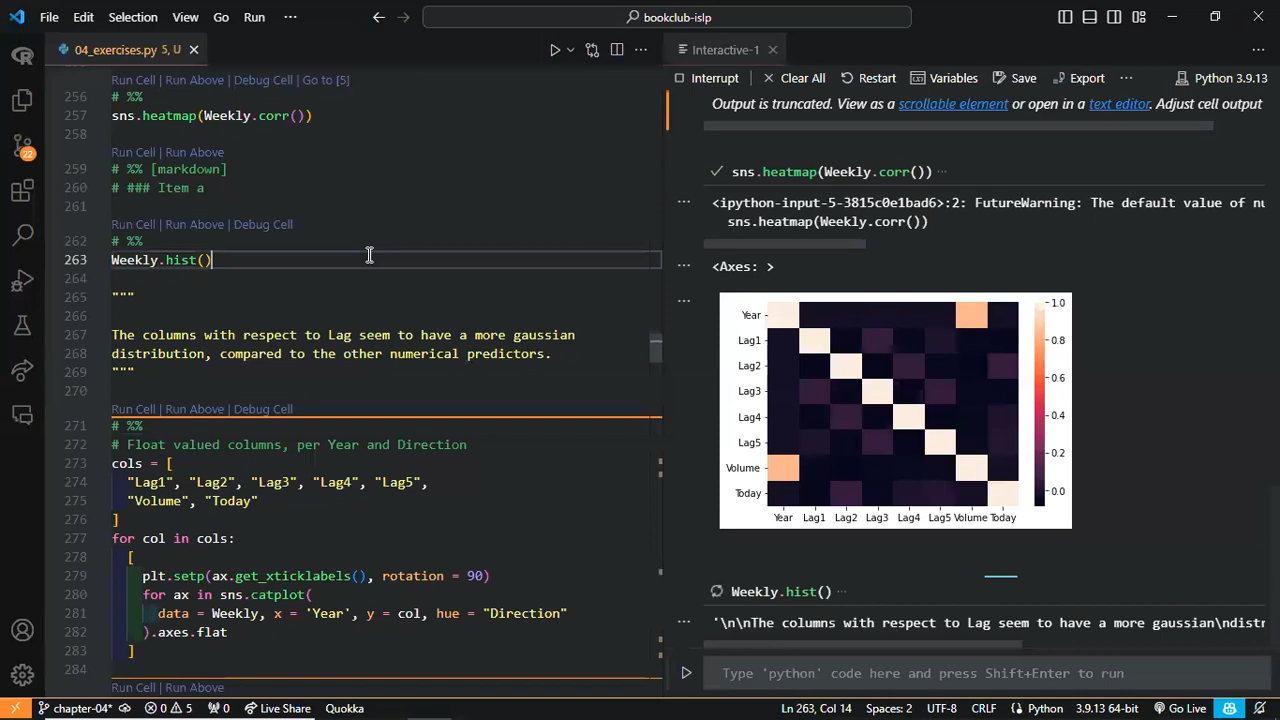 File Edit Selection View Go Run ···
bookclub-islp
04_exercises.py 5, U
Interactive-1
Interrupt Clear All Restart Variables Save Export ··· Python 3.9.13
Run Cell | Run Above | Debug Cell | Go to [5]
256 # %%
257 sns.heatmap(Weekly.corr())
258
Run Cell | Run Above
259 # %% [markdown]
260 # ### Item a
261
Run Cell | Run Above | Debug Cell
262 # %%
263 Weekly.hist()
264
265 """
266
267 The columns with respect to Lag seem to have a more gaussian
268 distribution, compared to the other numerical predictors.
269 """
270
Run Cell | Run Above | Debug Cell
271 # %%
272 # Float valued columns, per Year and Direction
273 cols = [
274 "Lag1", "Lag2", "Lag3", "Lag4", "Lag5",
275 "Volume", "Today"
276 ]
277 for col in cols:
278 [
279 plt.setp(ax.get_xticklabels(), rotation = 90)
280 for ax in sns.catplot(
281 data = Weekly, x = 'Year', y = col, hue = "Direction"
282 ).axes.flat
283 ]
284
Run Cell | Run Above
Output is truncated. View as a scrollable element or open in a text editor. Adjust cell output
sns.heatmap(Weekly.corr()) ···
<ipython-input-5-3815c0e1bad6>:2: FutureWarning: The default value of nu
sns.heatmap(Weekly.corr())
<Axes: >
Year
Lag1
Lag2
Lag3
Lag4
Lag5
Volume
Today
Year Lag1 Lag2 Lag3 Lag4 Lag5 Volume Today
1.0
0.8
0.6
0.4
0.2
0.0
Weekly.hist() ···
'\n\nThe columns with respect to Lag seem to have a more gaussian\ndistr
Type 'python' code here and press Shift+Enter to run
22
chapter-04* 0 5 Live Share Quokka
Ln 263, Col 14 Spaces: 2 UTF-8 CRLF Python 3.9.13 64-bit Go Live